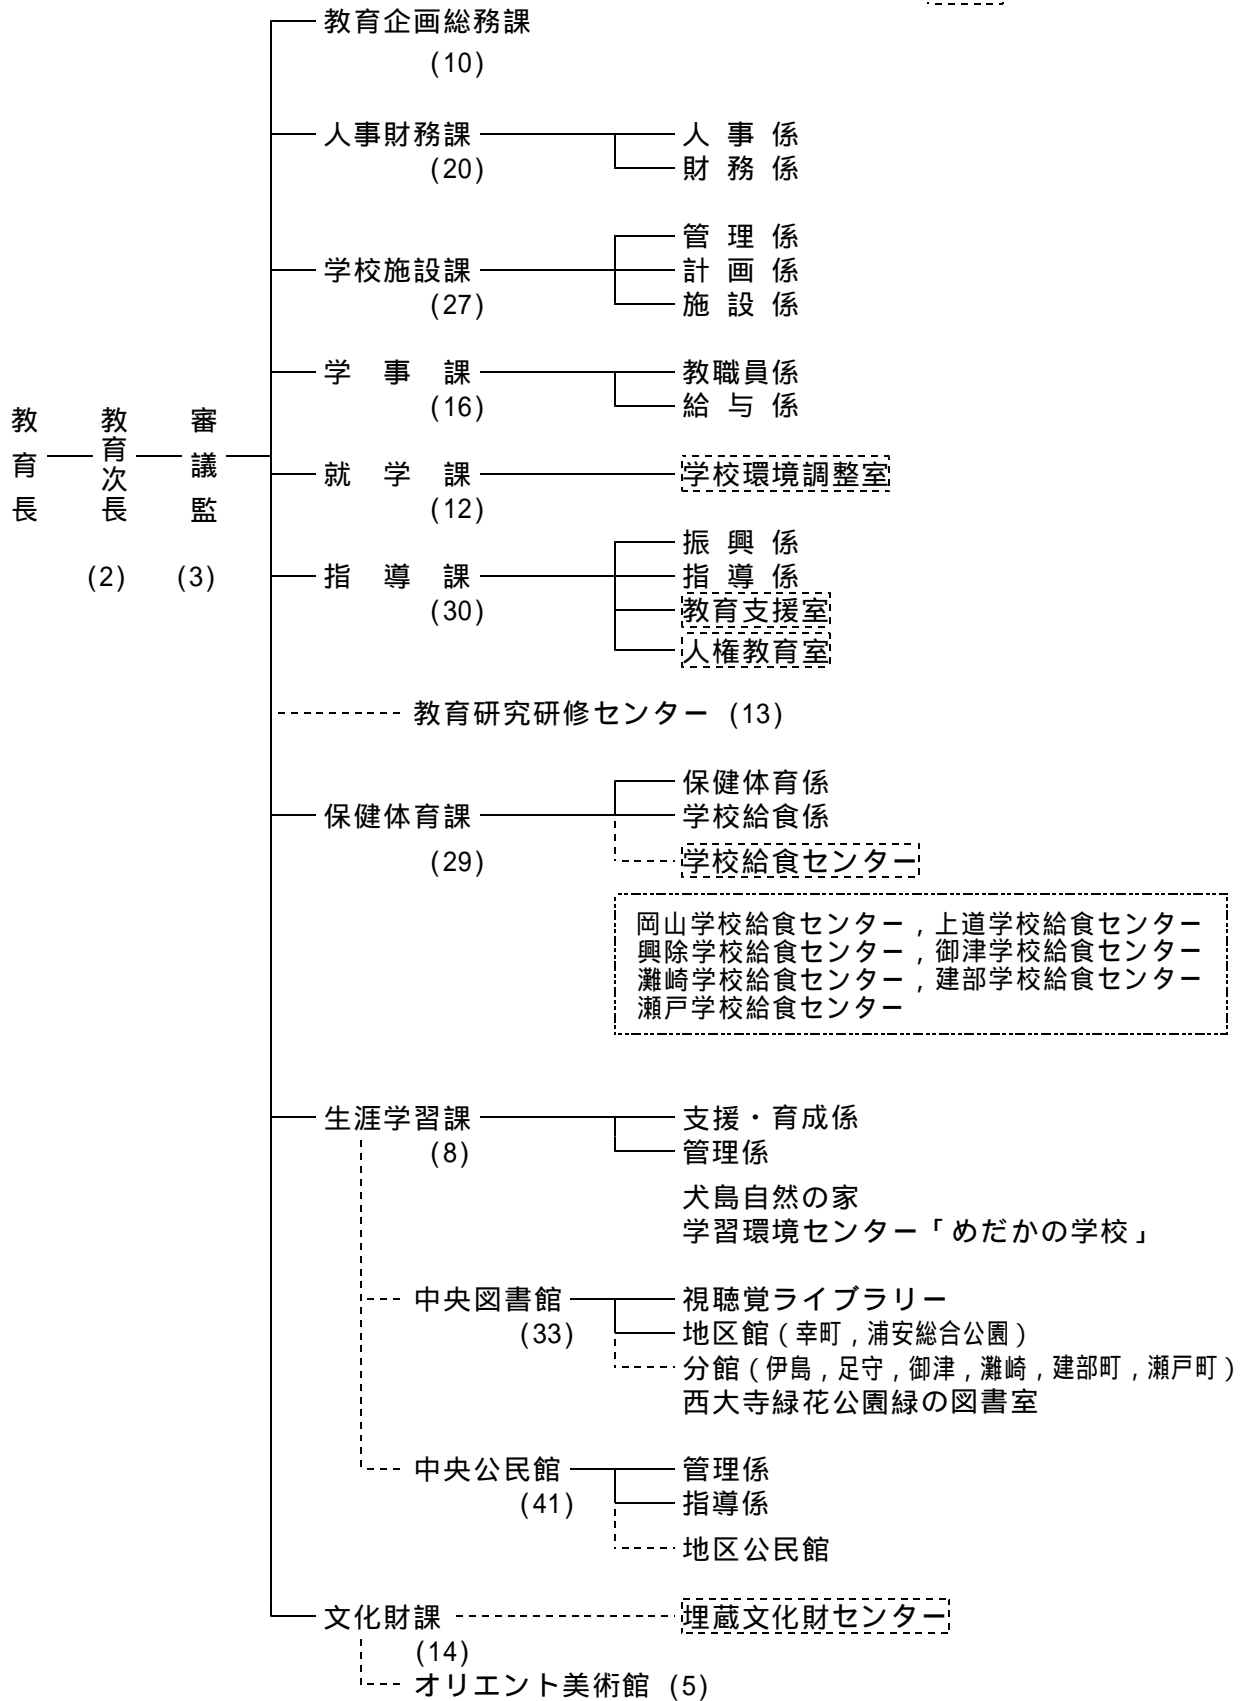 教育長
教育次長
(2)
審議監
(3)
教育企画総務課
(10)
人事財務課
(20)
人事係
財務係
学校施設課
(27)
管理係
計画係
施設係
学事課
(16)
教職員係
給与係
就学課
(12)
学校環境調整室
指導課
(30)
振興係
指導係
教育支援室
人権教育室
教育研究研修センター (13)
保健体育課
(29)
保健体育係
学校給食係
学校給食センター
岡山学校給食センター,上道学校給食センター
興除学校給食センター,御津学校給食センター
灘崎学校給食センター,建部学校給食センター
瀬戸学校給食センター
生涯学習課
(8)
支援・育成係
管理係
犬島自然の家
学習環境センター「めだかの学校」
中央図書館
(33)
視聴覚ライブラリー
地区館(幸町,浦安総合公園)
分館(伊島,足守,御津,灘崎,建部町,瀬戸町)
西大寺緑花公園緑の図書室
中央公民館
(41)
管理係
指導係
地区公民館
文化財課
(14)
埋蔵文化財センター
オリエント美術館 (5)